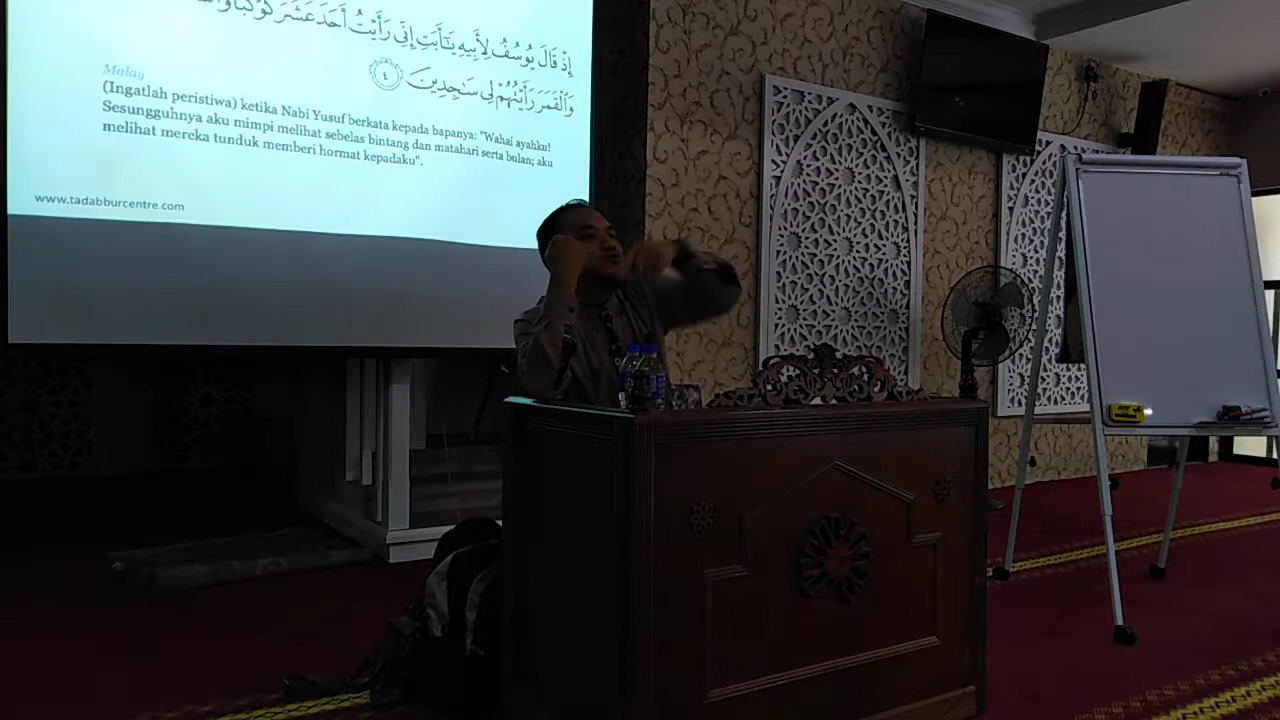 إِذْ قَالَ يُوسُفُ لِأَبِيهِ يَـٰٓأَبَتِ إِنِّى رَأَيْتُ أَحَدَ عَشَرَ كَوْكَبًا
وَٱلْقَمَرَ رَأَيْتُهُمْ لِى سَـٰجِدِينَ ٤
Malay
(Ingatlah peristiwa) ketika Nabi Yusuf berkata kepada bapanya: "Wahai ayahku!
Sesungguhnya aku mimpi melihat sebelas bintang dan matahari serta bulan; aku
melihat mereka tunduk memberi hormat kepadaku".
www.tadabburcentre.com